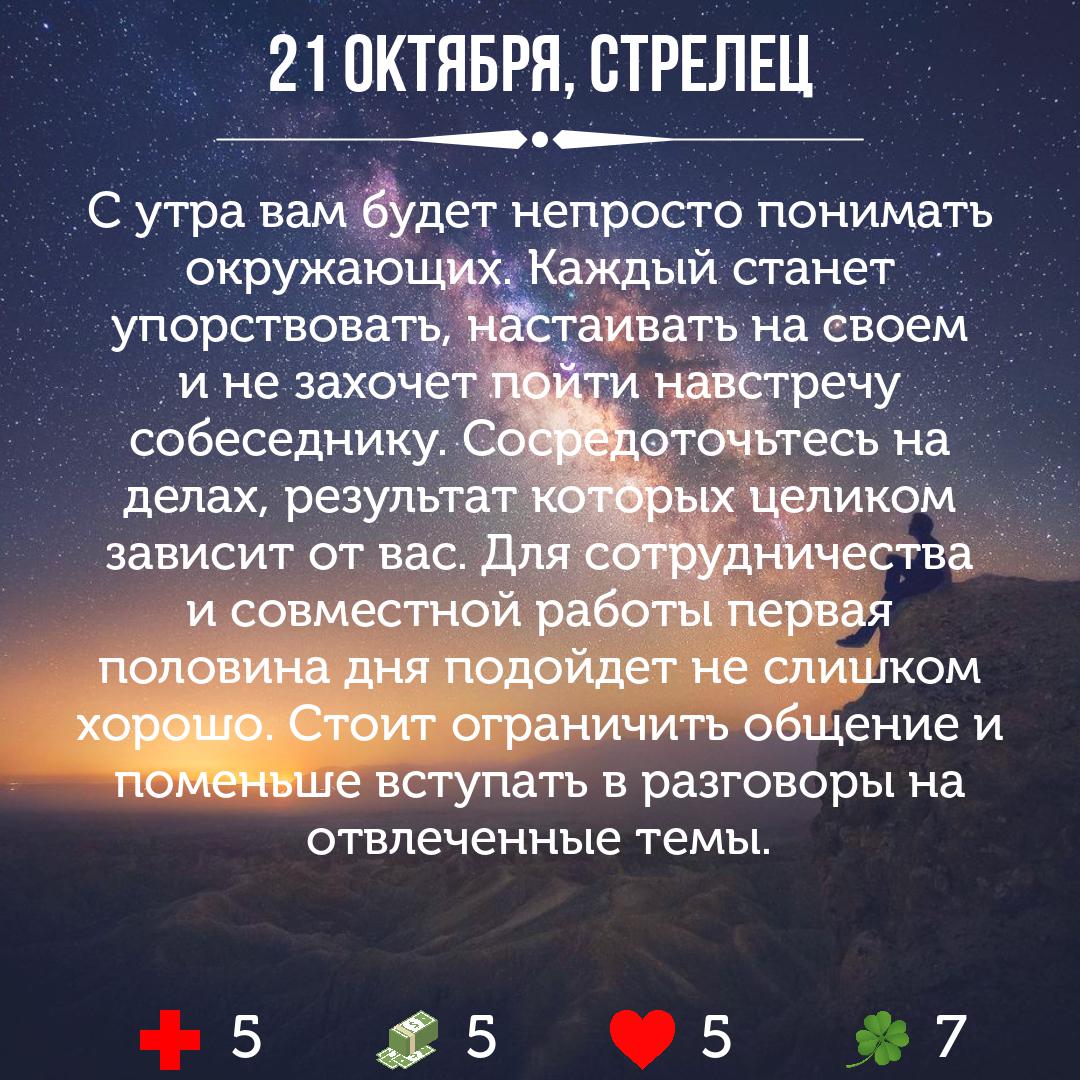 21 ОКТЯБРЯ, СТРЕЛЕЦ
С утра вам будет непросто понимать
окружающих. Каждый станет
упорствовать, настаивать на своем
и не захочет пойти навстречу
собеседнику. Сосредоточьтесь на
делах, результат которых целиком
зависит от вас. Для сотрудничества
и совместной работы первая
половина дня подойдет не слишком
хорошо. Стоит ограничить общение и
поменьше вступать в разговоры на
отвлеченные темы.
5 5 5 7